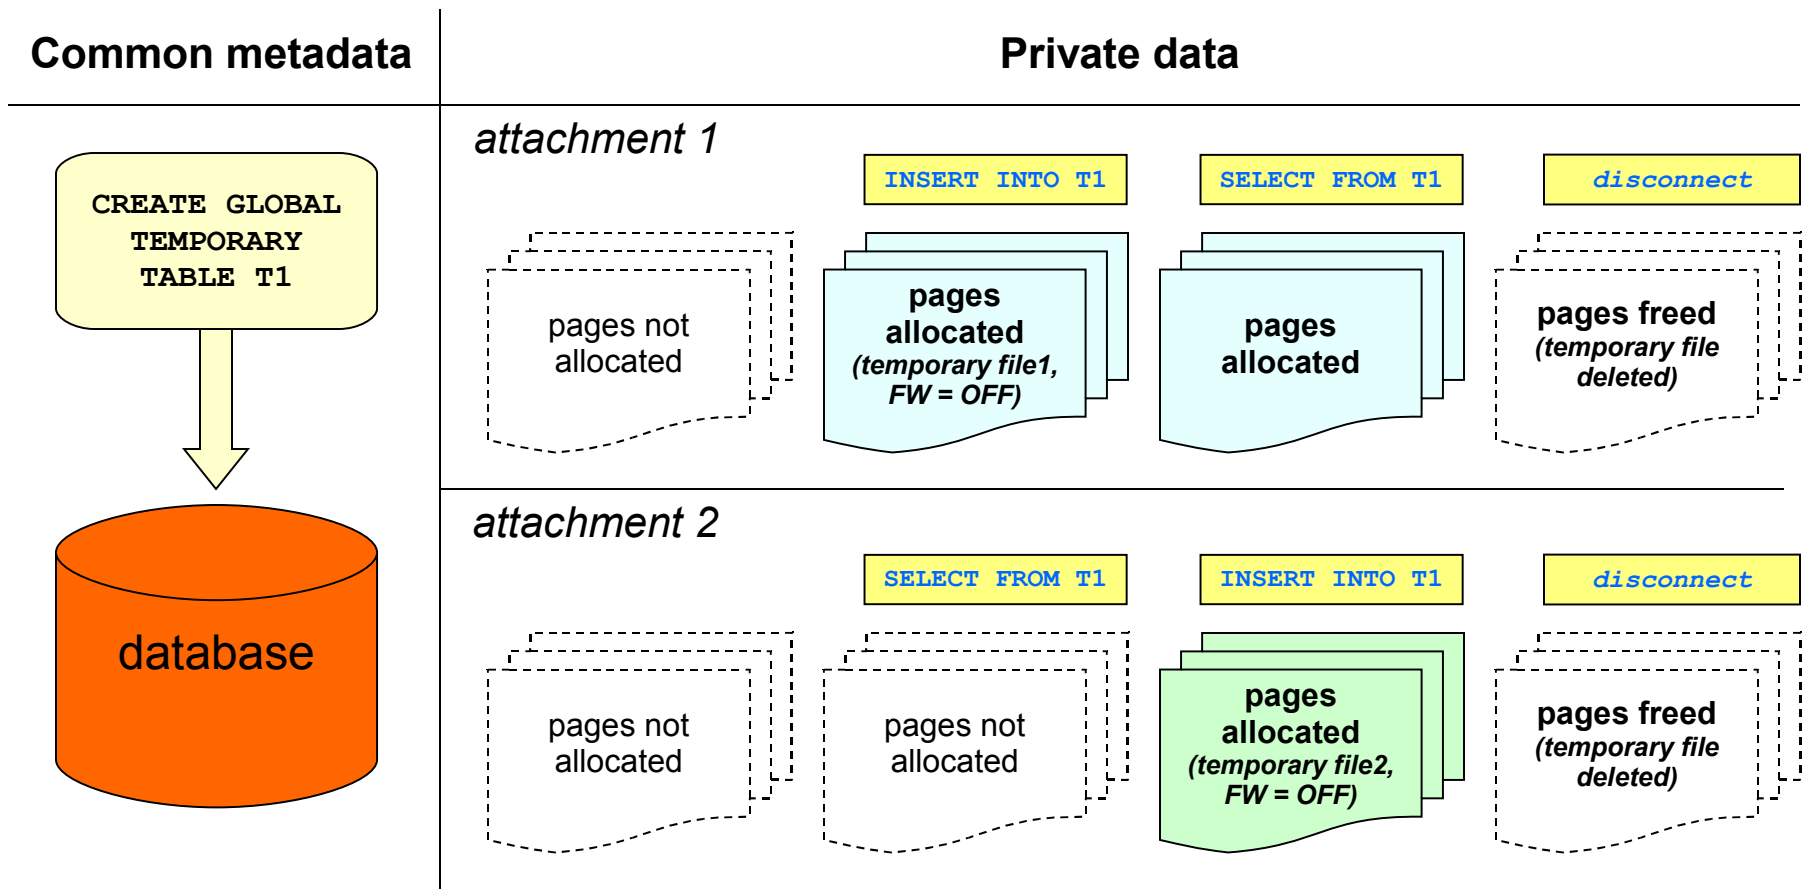 Common metadata
Private data
CREATE GLOBAL
TEMPORARY
TABLE T1
database
attachment 1
INSERT INTO T1
SELECT FROM T1
disconnect
pages not
allocated
pages
allocated
(temporary file1,
FW = OFF)
pages
allocated
pages freed
(temporary file
deleted)
attachment 2
SELECT FROM T1
INSERT INTO T1
disconnect
pages not
allocated
pages not
allocated
pages
allocated
(temporary file2,
FW = OFF)
pages freed
(temporary file
deleted)